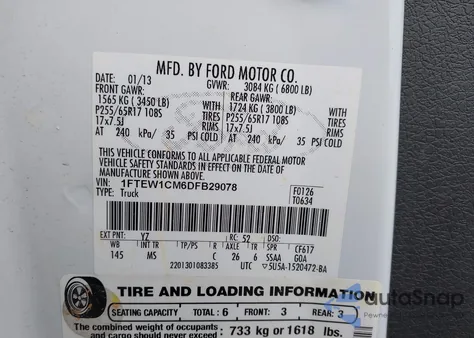 MFD. BY FORD MOTOR CO.
DATE: 01/13 GVWR: 3084 KG ( 6800 LB)
FRONT GAWR: REAR GAWR:
1565 KG ( 3450 LB) WITH 1724 KG ( 3800 LB) WITH
P255/65R17 108S TIRES P255/65R17 108S TIRES
17x7.5J RIMS 17x7.5J RIMS
AT 240 kPa/ 35 PSI COLD AT 240 kPa/ 35 PSI COLD
THIS VEHICLE CONFORMS TO ALL APPLICABLE FEDERAL MOTOR
VEHICLE SAFETY STANDARDS IN EFFECT ON THE DATE OF
MANUFACTURE SHOWN ABOVE.
VIN: 1FTEW1CM6DFB29078
TYPE: Truck
F0126
T0634
EXT PNT: YZ RC: 52 DSO:
WB INT TR TP/PS R AX TR SPR CF617
145 MS C 26 6 SSAA GOA
2201301083385 UTC 5U5A-1520472-BA
TIRE AND LOADING INFORMATION
SEATING CAPACITY TOTAL: 6 FRONT: 3 REAR: 3
The combined weight of occupants
and cargo should never exceed 733 kg or 1618 lbs.
autoSnap